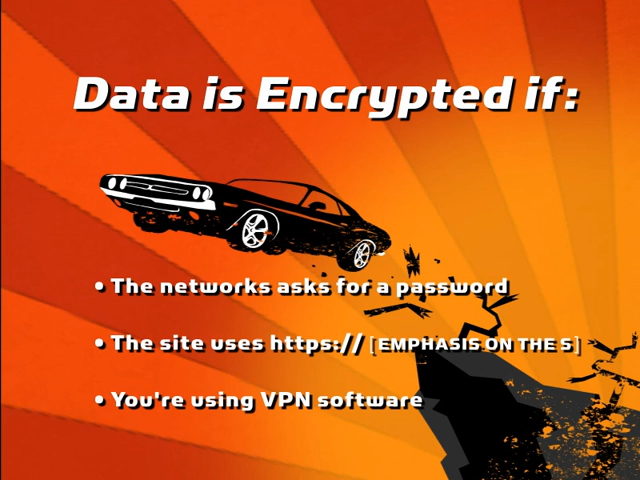 Data is Encrypted if:
• The networks asks for a password
• The site uses https:// [EMPHASIS ON THE S]
• You're using VPN software